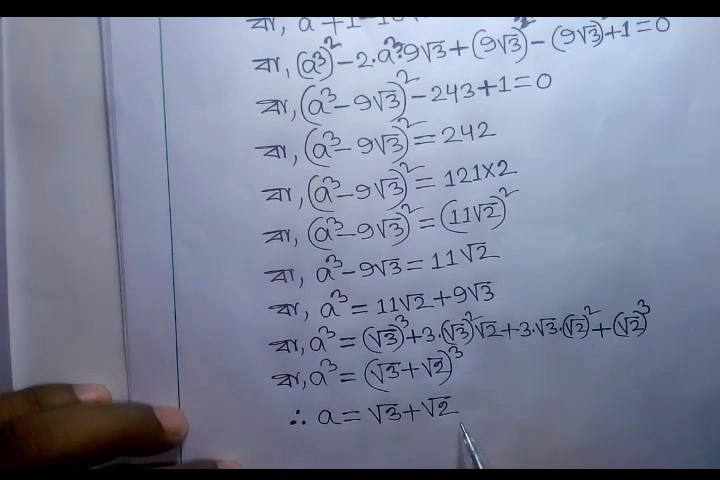 বা, a⁶+1-18√
বা, (a³)²-2·a³·9√3+(9√3)²-(9√3)²+1=0
বা, (a³-9√3)²-243+1=0
বা, (a³-9√3)²=242
বা, (a³-9√3)²=121×2
বা, (a³-9√3)²=(11√2)²
বা, a³-9√3=11√2
বা, a³=11√2+9√3
বা, a³=(√3)³+3·(√3)²√2+3·√3·(√2)²+(√2)³
বা, a³=(√3+√2)³
∴ a=√3+√2